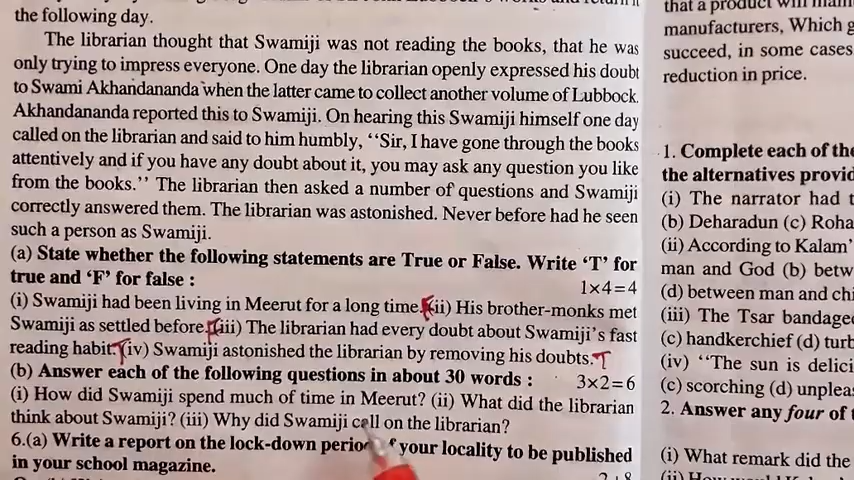 the following day.
The librarian thought that Swamiji was not reading the books, that he was
only trying to impress everyone. One day the librarian openly expressed his doubt
to Swami Akhandananda when the latter came to collect another volume of Lubbock.
Akhandananda reported this to Swamiji. On hearing this Swamiji himself one day
called on the librarian and said to him humbly, "Sir, I have gone through the books
attentively and if you have any doubt about it, you may ask any question you like
from the books." The librarian then asked a number of questions and Swamiji
correctly answered them. The librarian was astonished. Never before had he seen
such a person as Swamiji.
(a) State whether the following statements are True or False. Write 'T' for
true and 'F' for false :
1×4=4
(i) Swamiji had been living in Meerut for a long time. F (ii) His brother-monks met
Swamiji as settled before. F (iii) The librarian had every doubt about Swamiji's fast
reading habit. T (iv) Swamiji astonished the librarian by removing his doubts. T
(b) Answer each of the following questions in about 30 words : 3×2=6
(i) How did Swamiji spend much of time in Meerut? (ii) What did the librarian
think about Swamiji? (iii) Why did Swamiji call on the librarian?
6.(a) Write a report on the lock-down period of your locality to be published
in your school magazine.
that a product will
manufacturers, Which
succeed, in some cases
reduction in price.
1. Complete each of the
the alternatives
(i) The narrator had
(b) Deharadun (c)
(ii) According to Kalam'
man and God (b)
(d) between man and
(iii) The Tsar
(c) handkerchief (d)
(iv) "The sun is
(c) scorching (d)
2. Answer any four of
(i) What remark did the